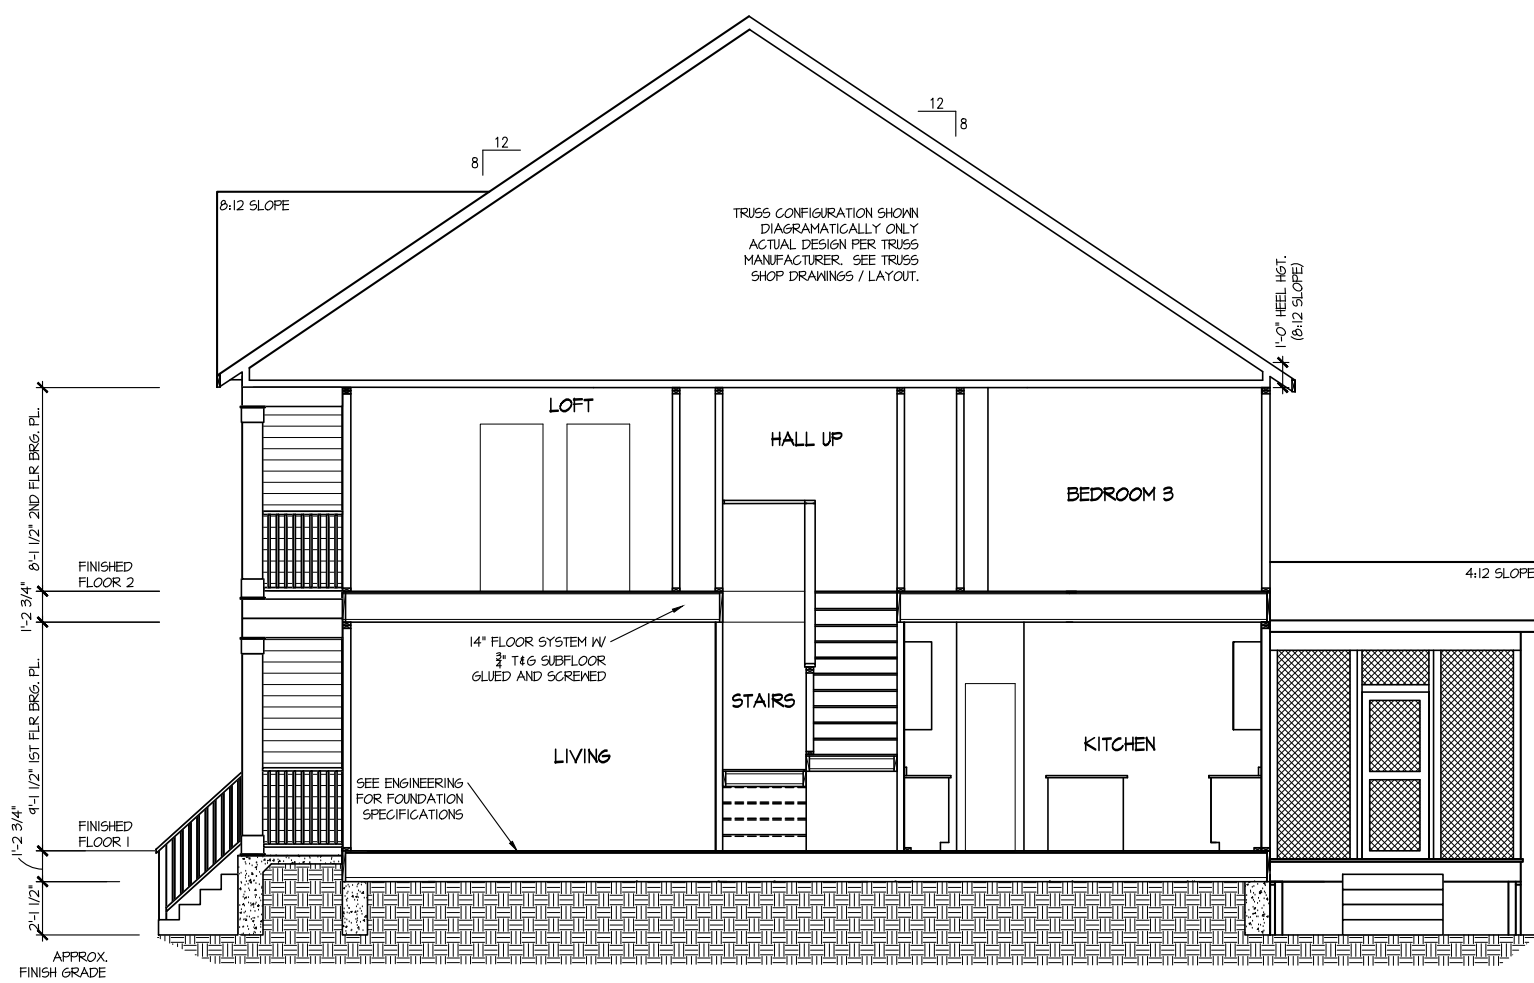 12
8
12
8
8:12 SLOPE
TRUSS CONFIGURATION SHOWN
DIAGRAMATICALLY ONLY
ACTUAL DESIGN PER TRUSS
MANUFACTURER. SEE TRUSS
SHOP DRAWINGS / LAYOUT.
1'-0" HEEL HGT.
(8:12 SLOPE)
LOFT
HALL UP
BEDROOM 3
8'-1 1/2" 2ND FLR BRG. PL.
FINISHED
FLOOR 2
4:12 SLOPE
1'-2 3/4"
14" FLOOR SYSTEM W/
3/4" T&G SUBFLOOR
GLUED AND SCREWED
STAIRS
9'-1 1/2" 1ST FLR BRG. PL.
LIVING
KITCHEN
SEE ENGINEERING
FOR FOUNDATION
SPECIFICATIONS
FINISHED
FLOOR 1
1'-2 3/4"
2'-1 1/2"
APPROX.
FINISH GRADE